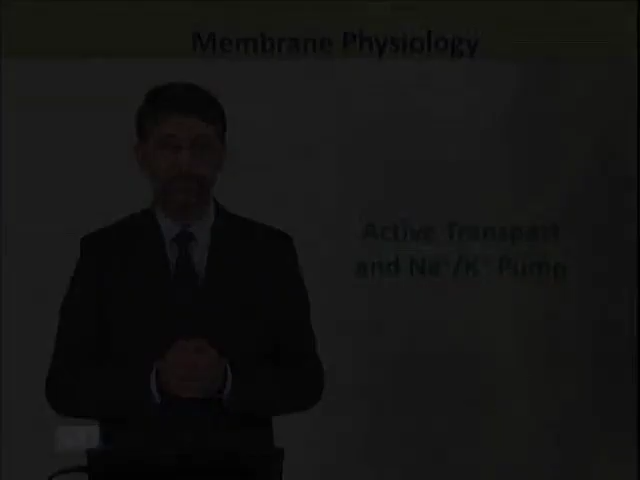 Membrane Physiology
Active Transport
and Na⁺/K⁺ Pump